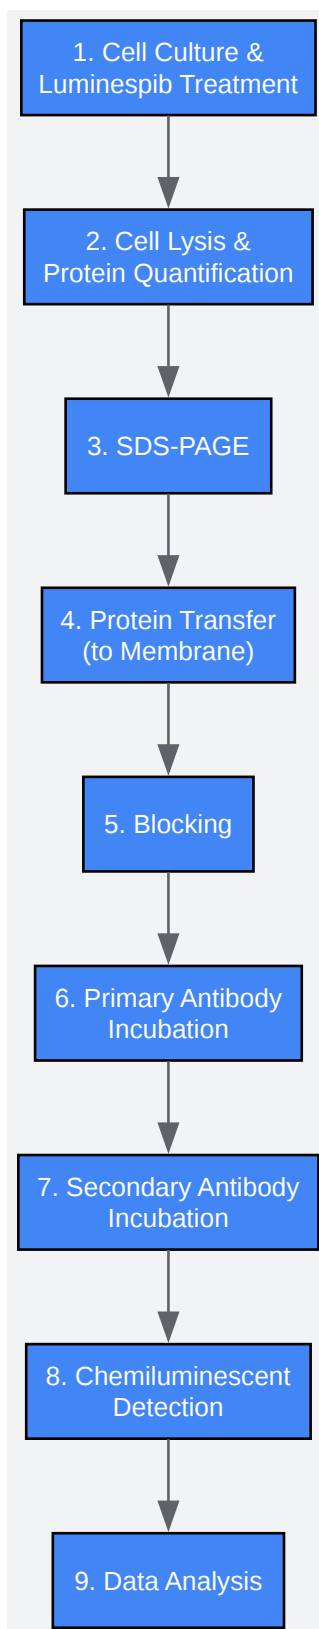 1. Cell Culture &
Luminespib Treatment
2. Cell Lysis &
Protein Quantification
3. SDS-PAGE
4. Protein Transfer
(to Membrane)
5. Blocking
6. Primary Antibody
Incubation
7. Secondary Antibody
Incubation
8. Chemiluminescent
Detection
9. Data Analysis